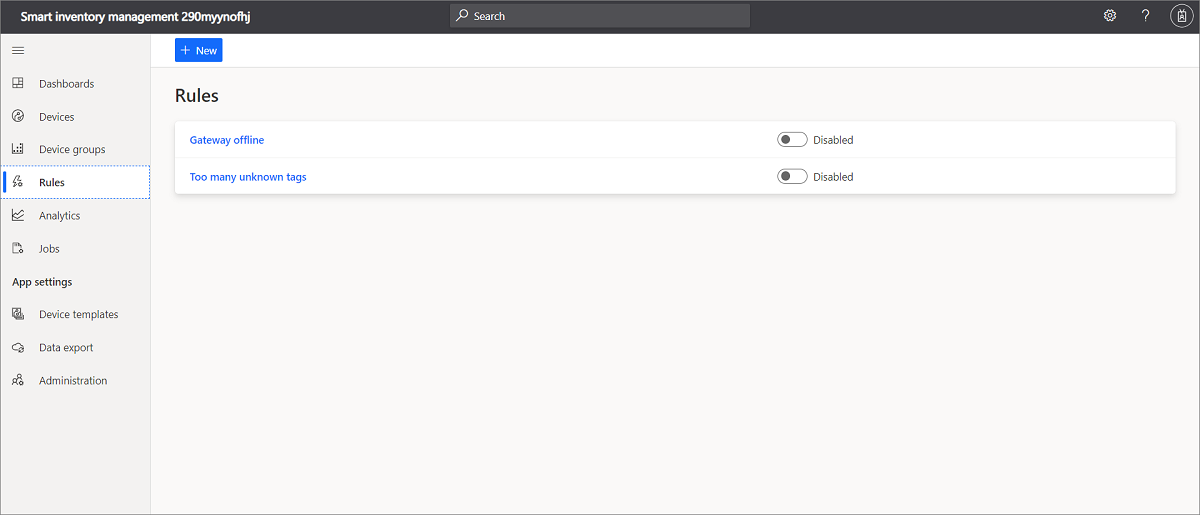 Smart inventory management 290myynofhj
Search
?
+ New
Dashboards
Devices
Device groups
Rules
Analytics
Jobs
App settings
Device templates
Data export
Administration
Rules
Gateway offline
Disabled
Too many unknown tags
Disabled